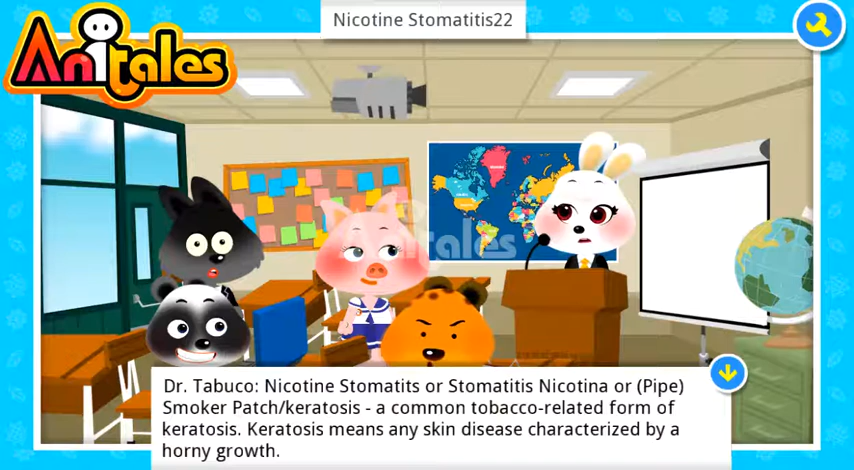 Nicotine Stomatitis22
Anitales
Anitales
Dr. Tabuco: Nicotine Stomatits or Stomatitis Nicotina or (Pipe)
Smoker Patch/keratosis - a common tobacco-related form of
keratosis. Keratosis means any skin disease characterized by a
horny growth.